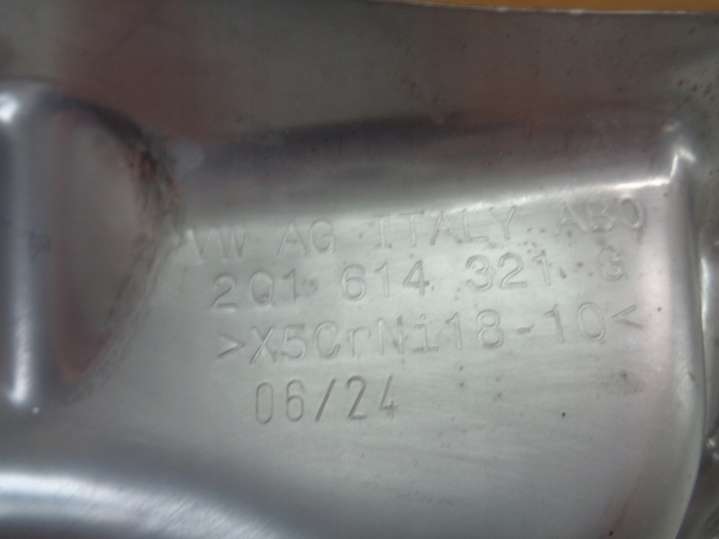 VW AG ITALY ABO
2Q1 614 321 G
>X5CrNi18-10<
06/24